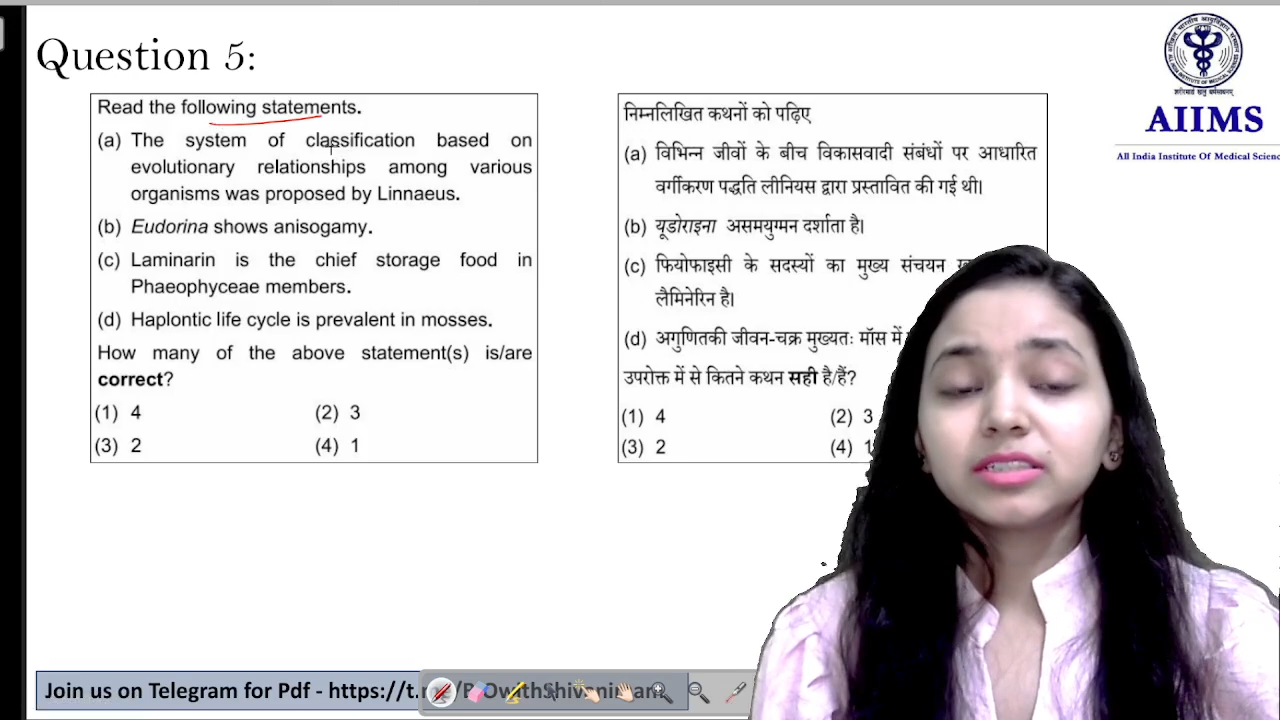 Question 5:
Read the following statements.
(a) The system of classification based on
evolutionary relationships among various
organisms was proposed by Linnaeus.
(b) Eudorina shows anisogamy.
(c) Laminarin is the chief storage food in
Phaeophyceae members.
(d) Haplontic life cycle is prevalent in mosses.
How many of the above statement(s) is/are
correct?
(1) 4 (2) 3
(3) 2 (4) 1
निम्नलिखित कथनों को पढ़िए
(a) विभिन्न जीवों के बीच विकासवादी संबंधों पर आधारित
वर्गीकरण पद्धति लीनियस द्वारा प्रस्तावित की गई थी।
(b) यूडोराइना असमयुग्मन दर्शाता है।
(c) फियोफाइसी के सदस्यों का मुख्य संचयन
लैमिनेरिन है।
(d) अगुणितकी जीवन-चक्र मुख्यतः मॉस में
उपरोक्त में से कितने कथन सही है/हैं?
(1) 4 (2) 3
(3) 2 (4) 1
AIIMS
All India Institute Of Medical Scienc
Join us on Telegram for Pdf - https://t.